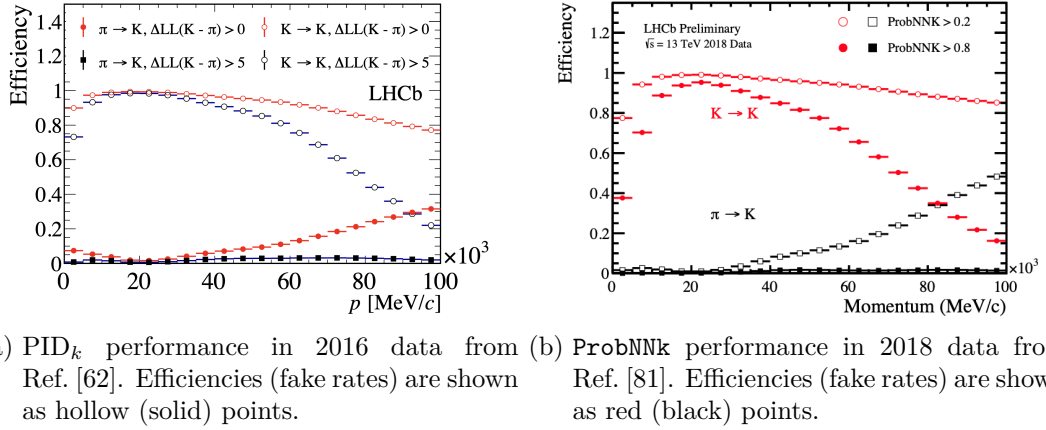 Efficiency
π → K, ΔLL(K - π) > 0
K → K, ΔLL(K - π) > 0
π → K, ΔLL(K - π) > 5
K → K, ΔLL(K - π) > 5
LHCb
1.4
1.2
1
0.8
0.6
0.4
0.2
0
0 20 40 60 80 100
×10³
p [MeV/c]
Efficiency
LHCb Preliminary
√s = 13 TeV 2018 Data
ProbNNK > 0.2
ProbNNK > 0.8
K → K
π → K
1.2
1
0.8
0.6
0.4
0.2
0
0 20 40 60 80 100
×10³
Momentum (MeV/c)
) PIDₖ performance in 2016 data from
Ref. [62]. Efficiencies (fake rates) are shown
as hollow (solid) points.
(b) ProbNNk performance in 2018 data fro
Ref. [81]. Efficiencies (fake rates) are show
as red (black) points.